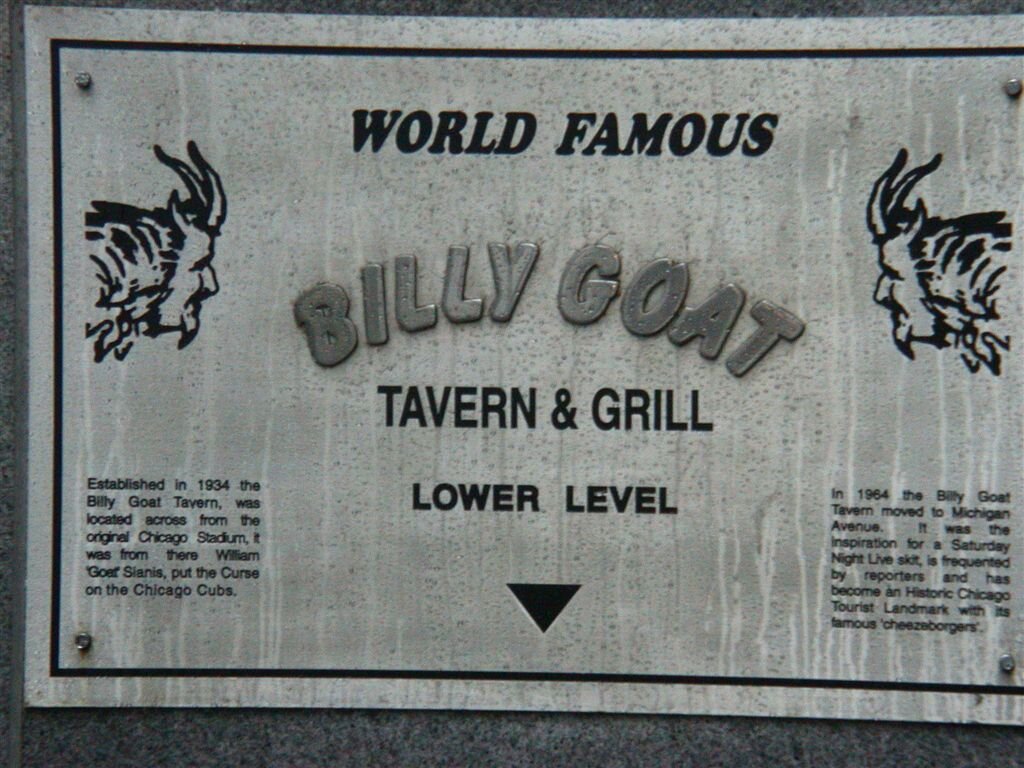 WORLD FAMOUS
BILLY GOAT
TAVERN & GRILL
LOWER LEVEL
Established in 1934 the
Billy Goat Tavern, was
located across from the
original Chicago Stadium, it
was from there William
'Goat' Sianis, put the Curse
on the Chicago Cubs.
In 1964 the Billy Goat
Tavern moved to Michigan
Avenue. It was the
inspiration for a Saturday
Night Live skit, is frequented
by reporters and has
become an Historic Chicago
Tourist Landmark with its
famous 'cheezeborgers'.